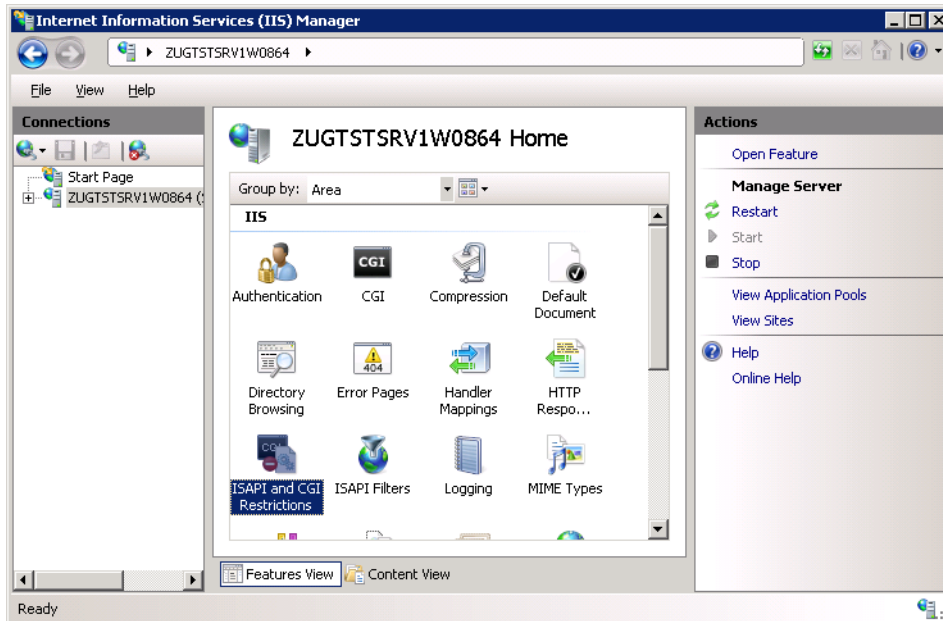 Internet Information Services (IIS) Manager
ZUGTSTSRV1W0864
File View Help
Connections
Start Page
ZUGTSTSRV1W0864 (
ZUGTSTSRV1W0864 Home
Group by: Area
IIS
Authentication
CGI
CGI
Compression
Default
Document
Directory
Browsing
404
Error Pages
Handler
Mappings
HTTP
Respo...
CGI
ISAPI and CGI
Restrictions
ISAPI Filters
Logging
MIME Types
Features View
Content View
Actions
Open Feature
Manage Server
Restart
Start
Stop
View Application Pools
View Sites
Help
Online Help
Ready